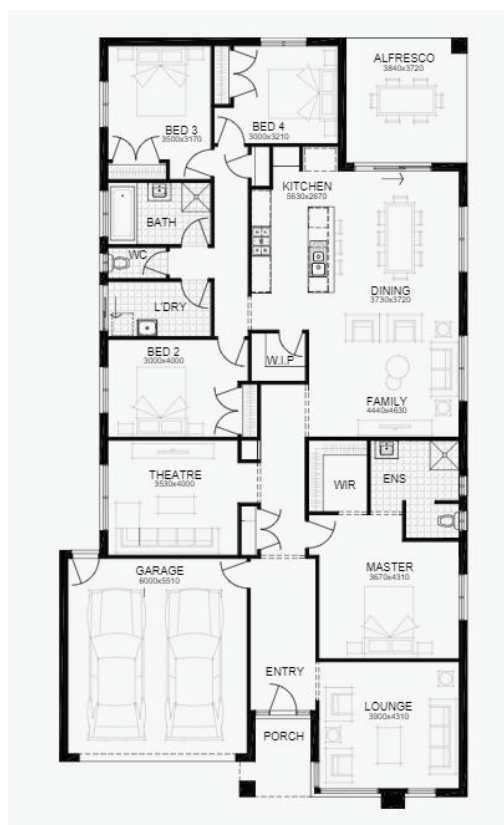 ALFRESCO
3840x3720
BED 3
3500x3170
BED 4
3000x3210
KITCHEN
5630x2670
BATH
WC
DINING
3730x3720
L'DRY
BED 2
3000x4000
W.I.P
FAMILY
4440x4630
THEATRE
3530x4000
WIR
ENS
GARAGE
6000x5510
MASTER
3670x4310
ENTRY
LOUNGE
3900x4310
PORCH